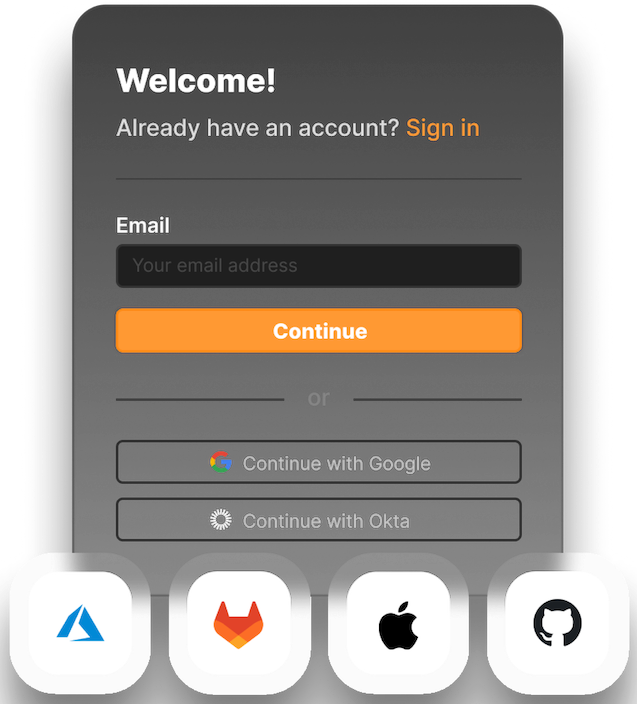 Welcome!
Already have an account? Sign in
Email
Your email address
Continue
or
Continue with Google
Continue with Okta